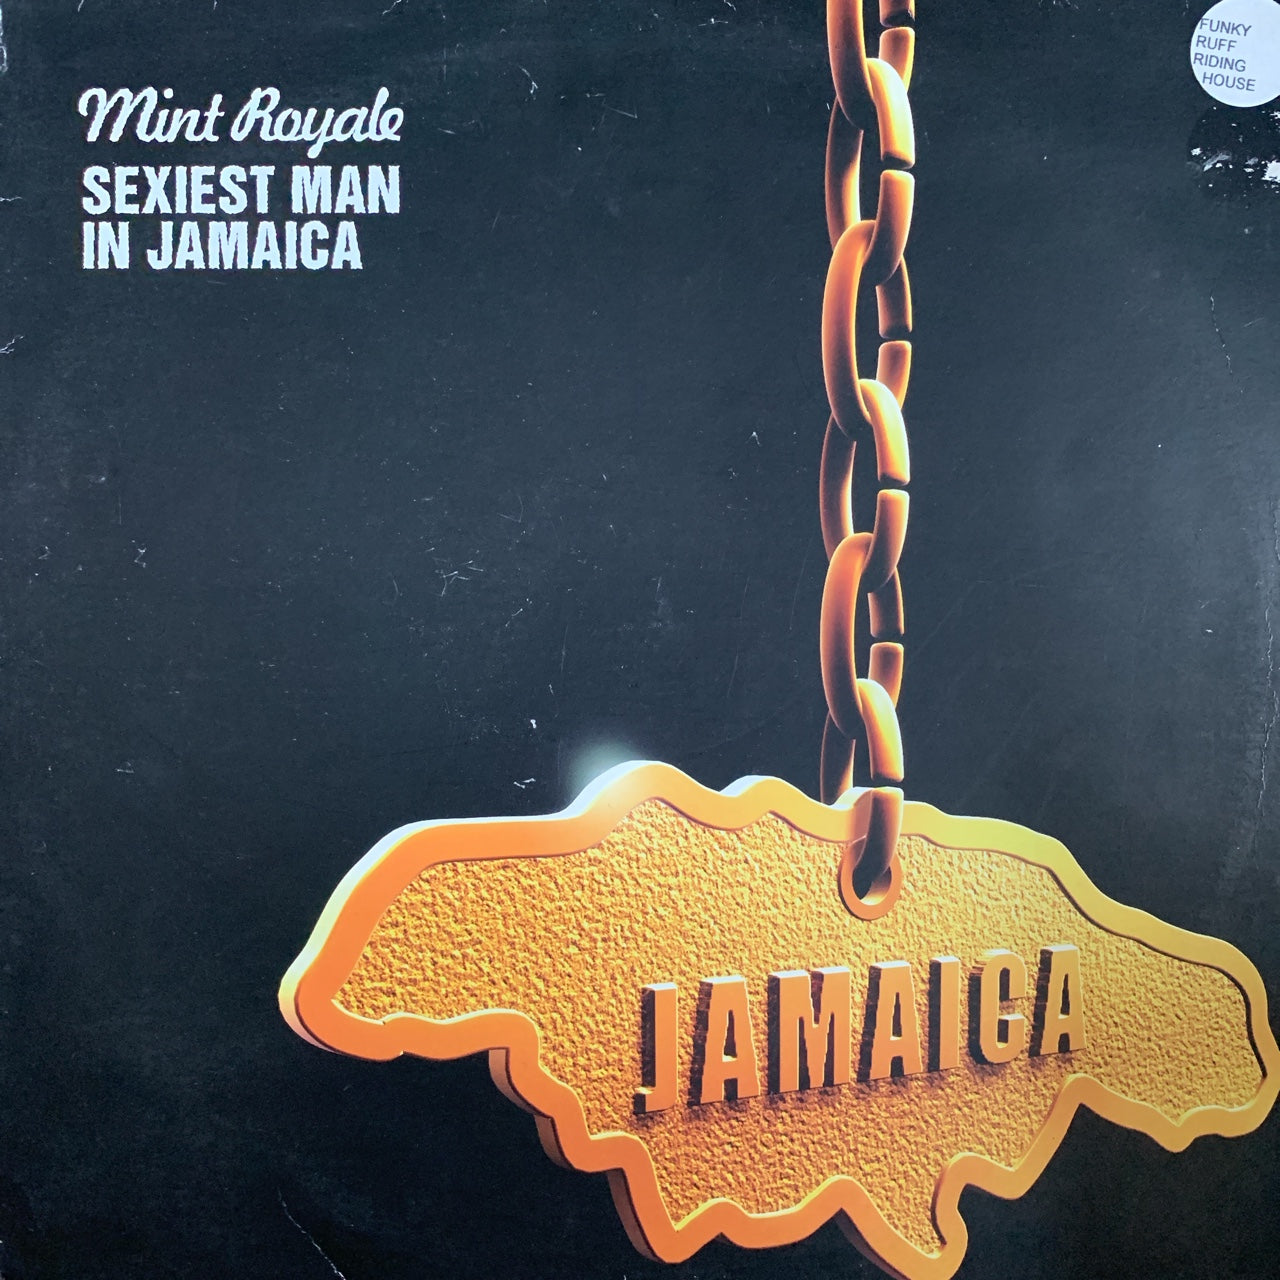 Mint Royale
SEXIEST MAN
IN JAMAICA
FUNKY
RUFF
RIDING
HOUSE
JAMAICA